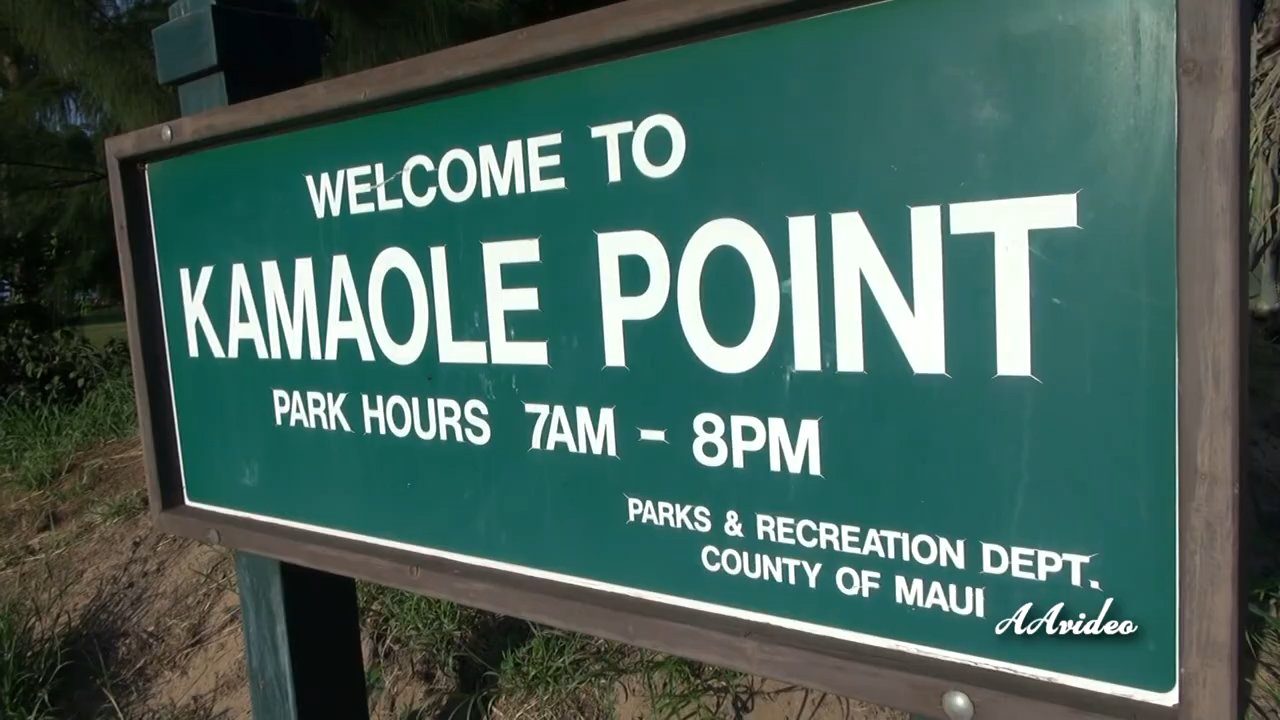 WELCOME TO
KAMAOLE POINT
PARK HOURS 7AM - 8PM
PARKS & RECREATION DEPT.
COUNTY OF MAUI
AAvideo